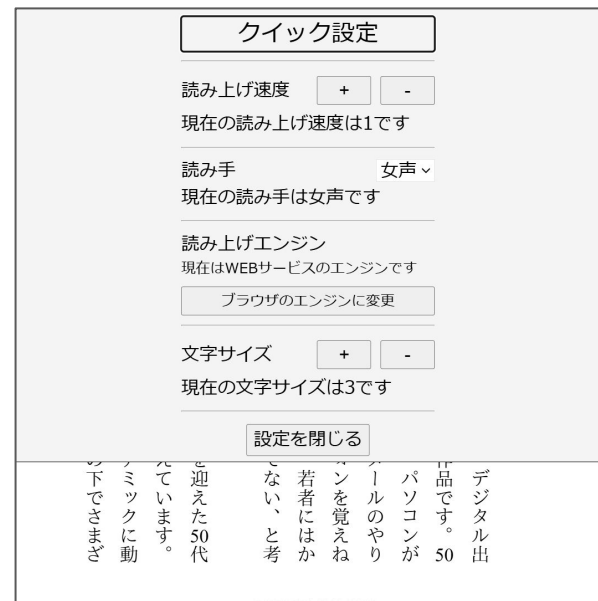 クイック設定
読み上げ速度 + -
現在の読み上げ速度は1です
読み手 女声
現在の読み手は女声です
読み上げエンジン
現在はWEBサービスのエンジンです
ブラウザのエンジンに変更
文字サイズ + -
現在の文字サイズは3です
設定を閉じる
デジタル出
作品です。50
パソコンが
ールのやり
オンを覚えね
若者にはか
ない、と考
を迎えた50代
えています。
ミックに動
の下でさまざ